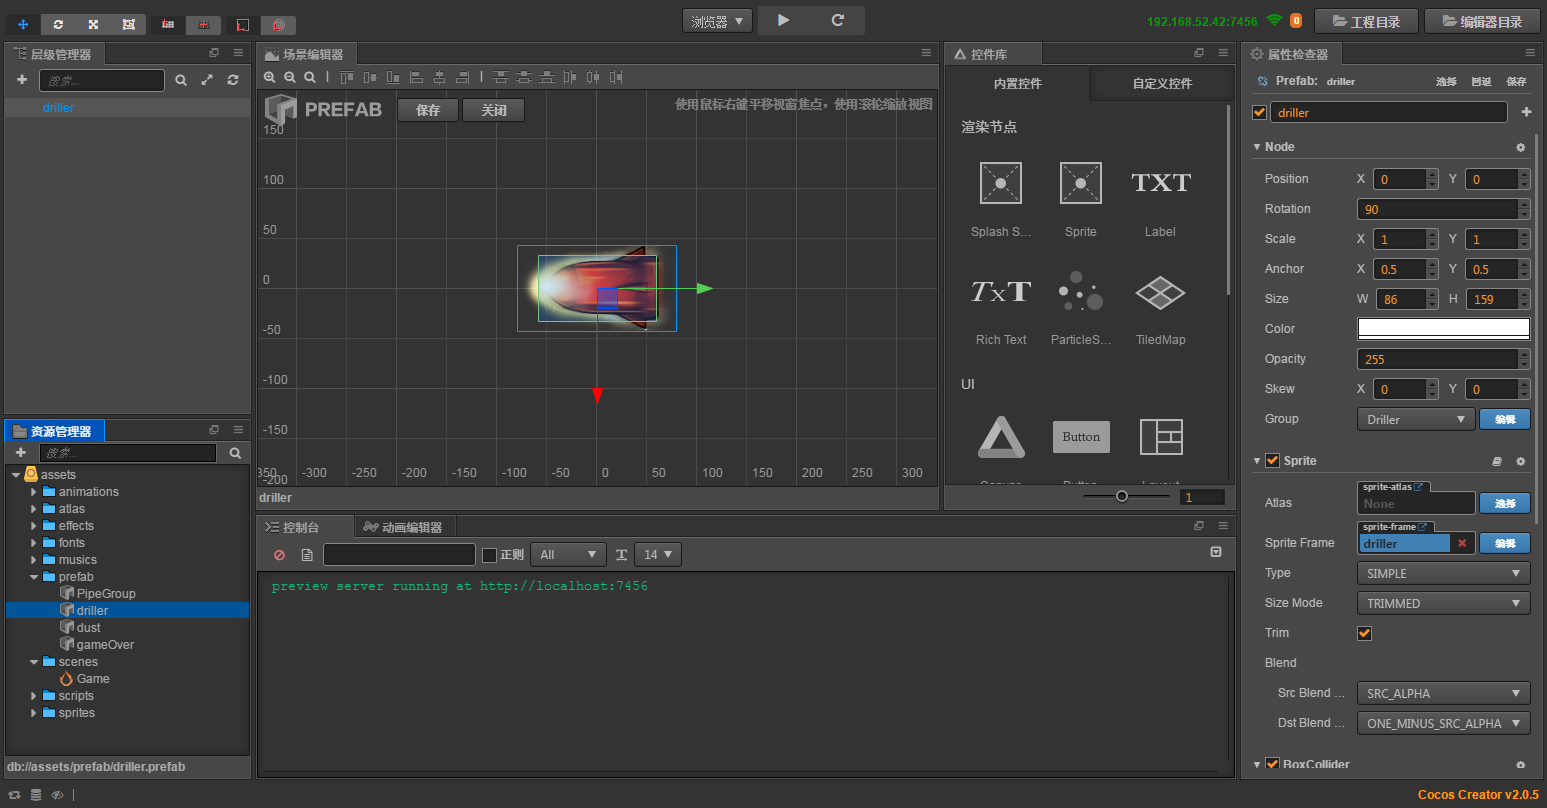 浏览器
192.168.52.42:7456
0
工程目录
编辑器目录
层级管理器
搜索...
driller
场景编辑器
PREFAB
保存
关闭
使用鼠标右键平移视窗焦点，使用滚轮缩放视图
150
100
50
0
-50
-100
-150
-200
350
-300
-250
-200
-150
-100
-50
0
50
100
150
200
250
300
driller
控件库
内置控件
自定义控件
渲染节点
Splash S...
Sprite
TXT
Label
TxT
Rich Text
ParticleS...
TiledMap
UI
Button
Canvas
Button
Layout
1
属性检查器
Prefab: driller
选择
回退
保存
driller
Node
Position X 0 Y 0
Rotation 90
Scale X 1 Y 1
Anchor X 0.5 Y 0.5
Size W 86 H 159
Color
Opacity 255
Skew X 0 Y 0
Group Driller 编辑
Sprite
sprite-atlas
Atlas None 选择
sprite-frame
Sprite Frame driller 编辑
Type SIMPLE
Size Mode TRIMMED
Trim
Blend
Src Blend ... SRC_ALPHA
Dst Blend ... ONE_MINUS_SRC_ALPHA
BoxCollider
资源管理器
搜索...
assets
animations
atlas
effects
fonts
musics
prefab
PipeGroup
driller
dust
gameOver
scenes
Game
scripts
sprites
db://assets/prefab/driller.prefab
控制台
动画编辑器
正则
All
14
preview server running at http://localhost:7456
Cocos Creator v2.0.5